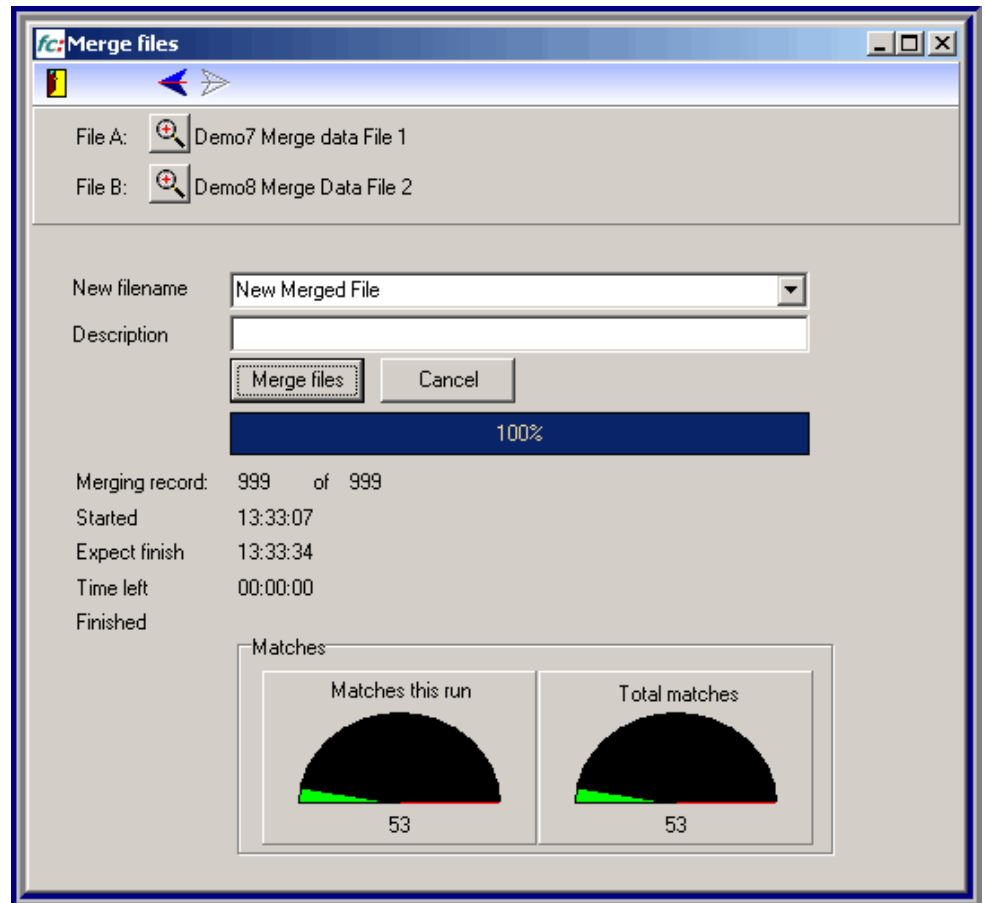 fc: Merge files
File A: Demo7 Merge data File 1
File B: Demo8 Merge Data File 2
New filename New Merged File
Description
Merge files Cancel
100%
Merging record: 999 of 999
Started 13:33:07
Expect finish 13:33:34
Time left 00:00:00
Finished
Matches
Matches this run Total matches
53 53